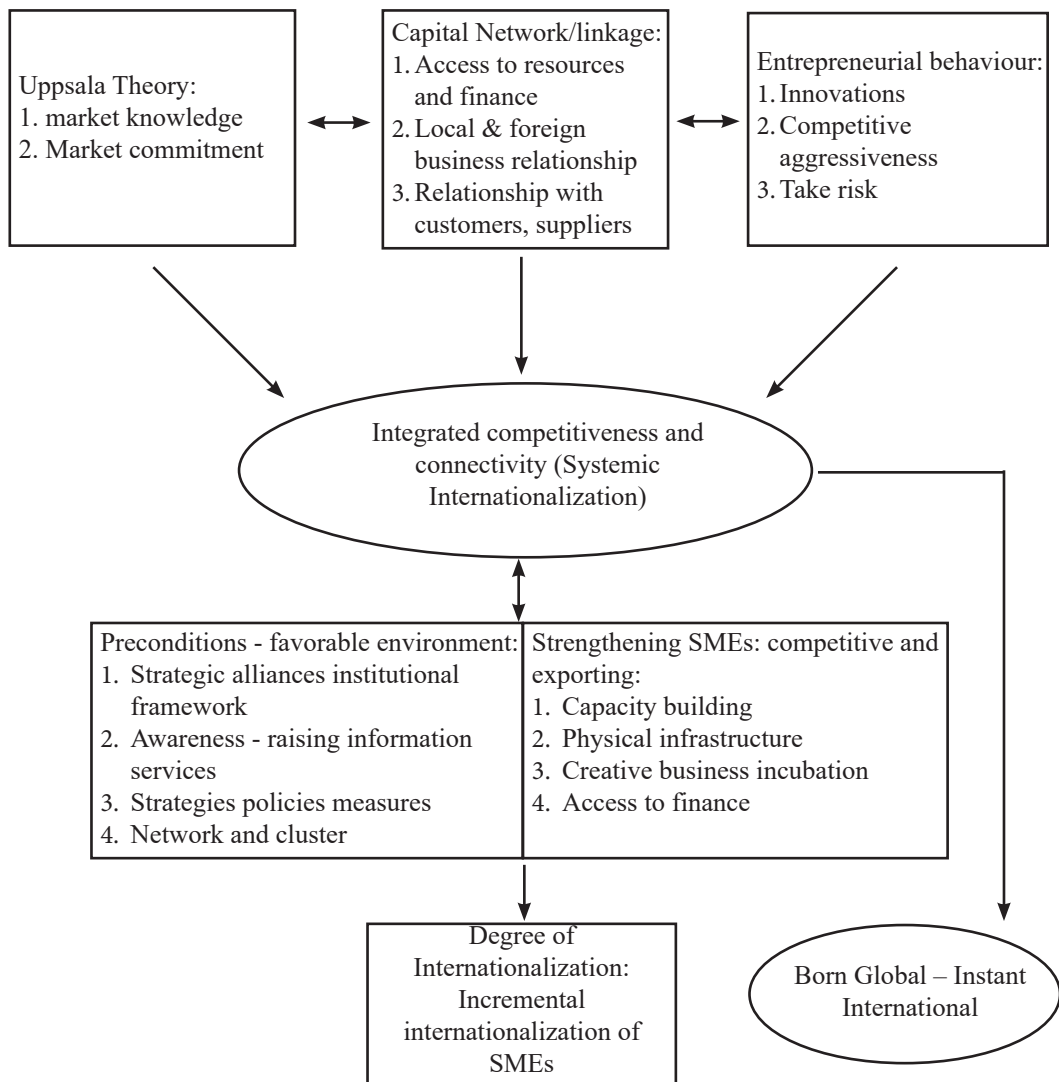 Uppsala Theory:
1. market knowledge
2. Market commitment
Capital Network/linkage:
1. Access to resources
and finance
2. Local & foreign
business relationship
3. Relationship with
customers, suppliers
Entrepreneurial behaviour:
1. Innovations
2. Competitive
aggressiveness
3. Take risk
Integrated competitiveness and
connectivity (Systemic
Internationalization)
Preconditions - favorable environment:
1. Strategic alliances institutional
framework
2. Awareness - raising information
services
3. Strategies policies measures
4. Network and cluster
Strengthening SMEs: competitive and
exporting:
1. Capacity building
2. Physical infrastructure
3. Creative business incubation
4. Access to finance
Degree of
Internationalization:
Incremental
internationalization of
SMEs
Born Global – Instant
International